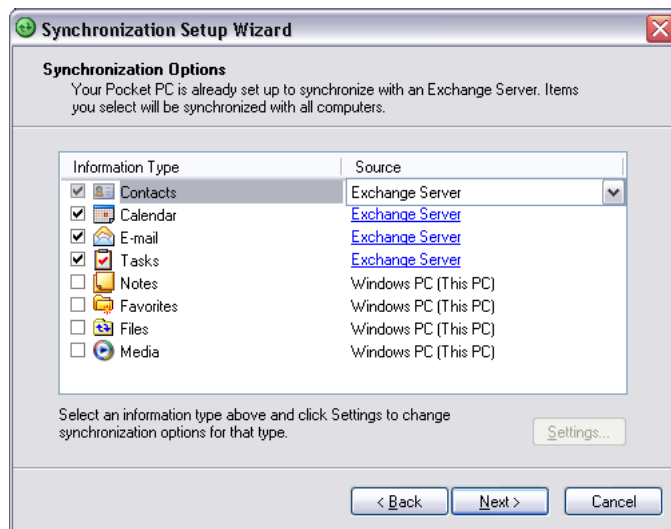 Synchronization Setup Wizard
Synchronization Options
Your Pocket PC is already set up to synchronize with an Exchange Server. Items
you select will be synchronized with all computers.
Information Type Source
Contacts Exchange Server
Calendar Exchange Server
E-mail Exchange Server
Tasks Exchange Server
Notes Windows PC (This PC)
Favorites Windows PC (This PC)
Files Windows PC (This PC)
Media Windows PC (This PC)
Select an information type above and click Settings to change
synchronization options for that type.
Settings...
< Back Next > Cancel